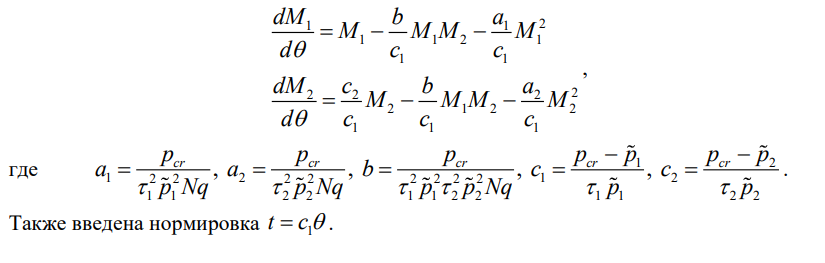 dM₁/dθ = M₁ − (b/c₁)M₁M₂ − (a₁/c₁)M₁²
dM₂/dθ = (c₂/c₁)M₂ − (b/c₁)M₁M₂ − (a₂/c₁)M₂²,
где a₁ = p_cr/(τ₁²p̃₁²Nq), a₂ = p_cr/(τ₂²p̃₂²Nq), b = p_cr/(τ₁²p̃₁²τ₂²p̃₂²Nq), c₁ = (p_cr − p̃₁)/(τ₁p̃₁), c₂ = (p_cr − p̃₂)/(τ₂p̃₂).
Также введена нормировка t = c₁θ.